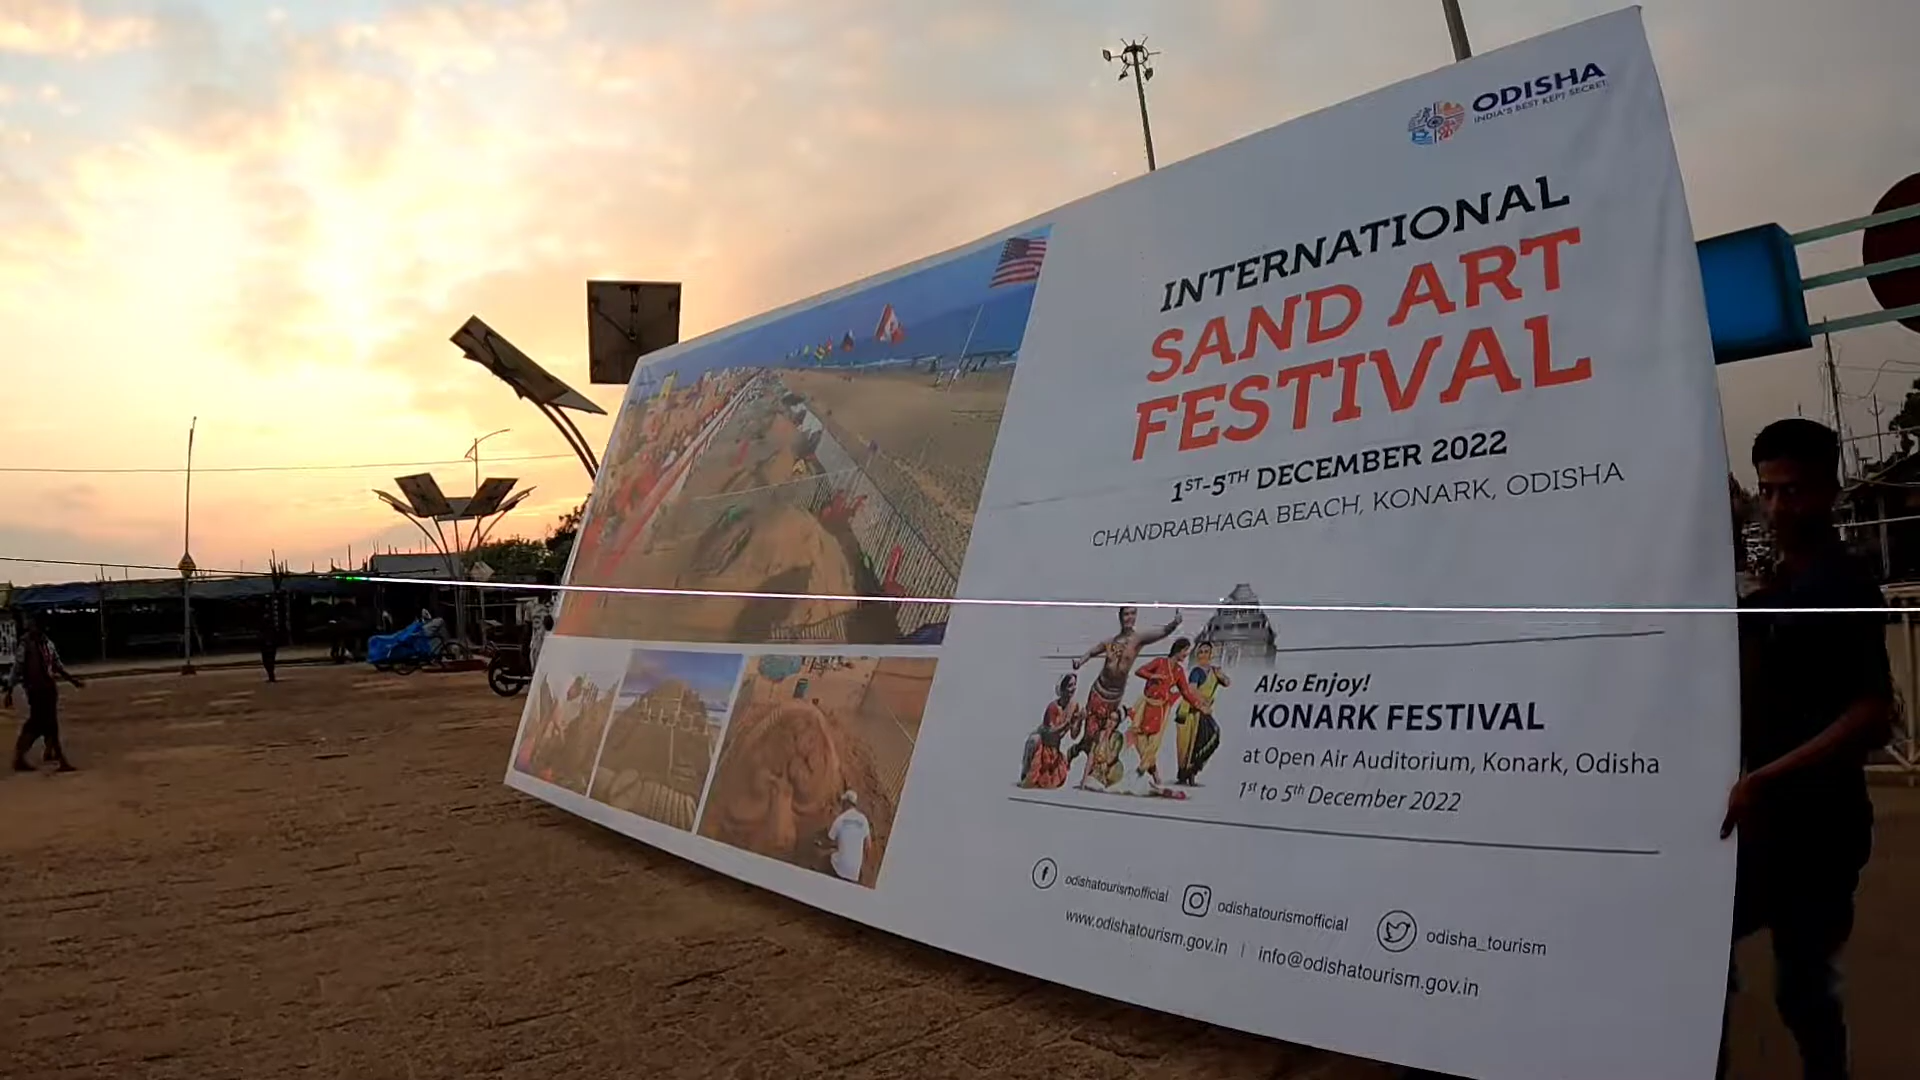 ODISHA
INDIA'S BEST KEPT SECRET
INTERNATIONAL
SAND ART
FESTIVAL
1ST-5TH DECEMBER 2022
CHANDRABHAGA BEACH, KONARK, ODISHA
Also Enjoy!
KONARK FESTIVAL
at Open Air Auditorium, Konark, Odisha
1st to 5th December 2022
odishatourismofficial odishatourismofficial odisha_tourism
www.odishatourism.gov.in | info@odishatourism.gov.in